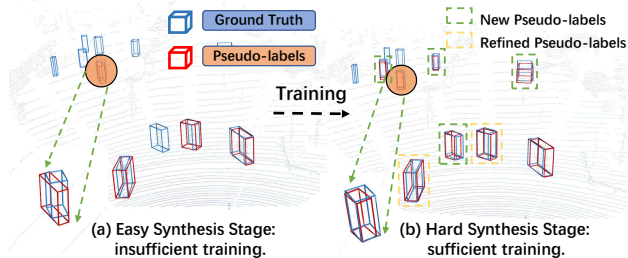 Ground Truth
Pseudo-labels
New Pseudo-labels
Refined Pseudo-labels
Training
(a) Easy Synthesis Stage:
insufficient training.
(b) Hard Synthesis Stage:
sufficient training.